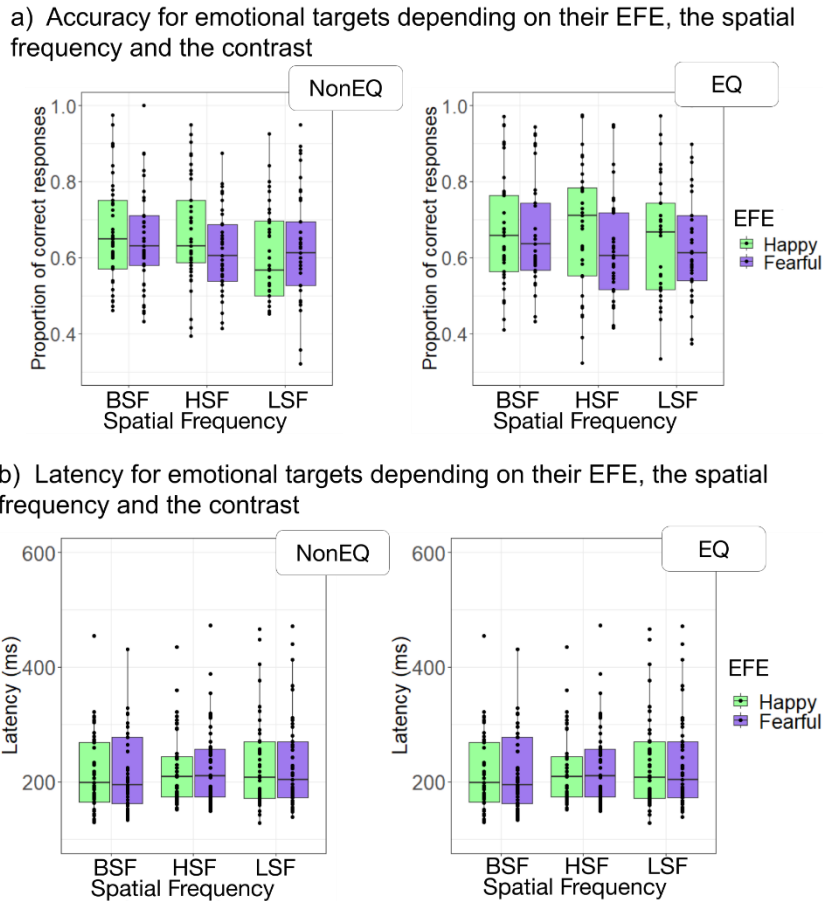 a) Accuracy for emotional targets depending on their EFE, the spatial
frequency and the contrast
NonEQ
EQ
Proportion of correct responses
1.0
0.8
0.6
0.4
BSF HSF LSF
Spatial Frequency
Proportion of correct responses
1.0
0.8
0.6
0.4
BSF HSF LSF
Spatial Frequency
EFE
Happy
Fearful
b) Latency for emotional targets depending on their EFE, the spatial
frequency and the contrast
NonEQ
EQ
Latency (ms)
600
400
200
BSF HSF LSF
Spatial Frequency
Latency (ms)
600
400
200
BSF HSF LSF
Spatial Frequency
EFE
Happy
Fearful